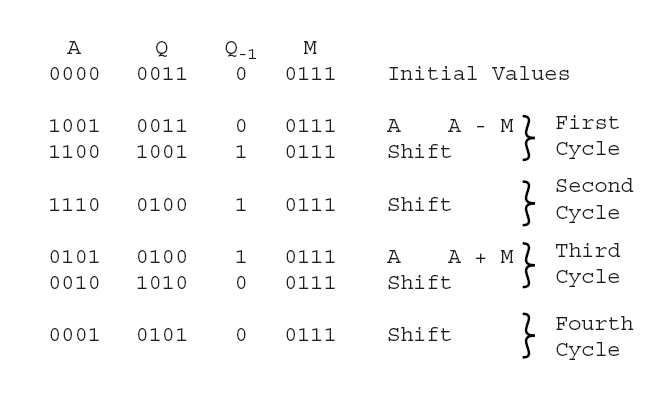 A Q Q-1 M
0000 0011 0 0111 Initial Values
1001 0011 0 0111 A A - M } First
1100 1001 1 0111 Shift Cycle
1110 0100 1 0111 Shift } Second
Cycle
0101 0100 1 0111 A A + M } Third
0010 1010 0 0111 Shift Cycle
0001 0101 0 0111 Shift } Fourth
Cycle